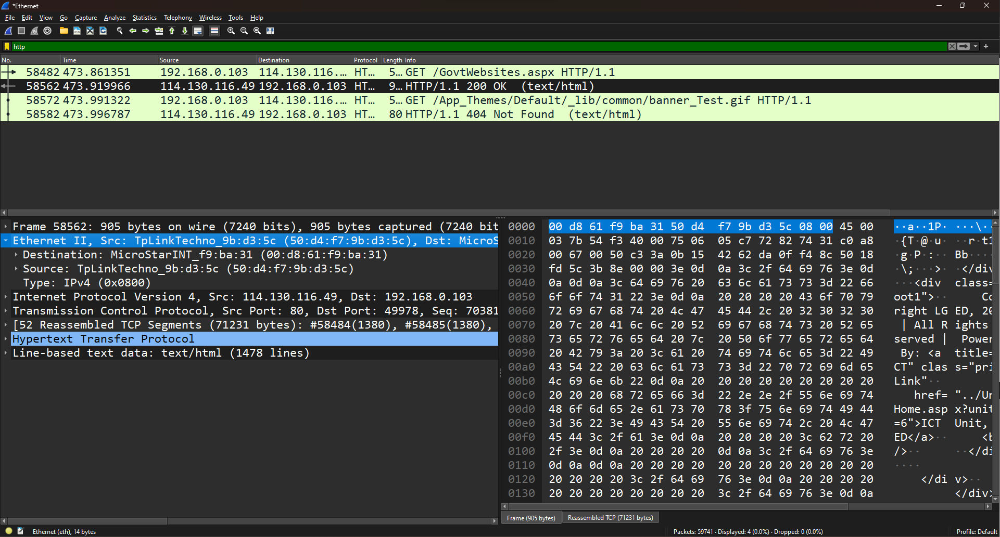 *Ethernet
File Edit View Go Capture Analyze Statistics Telephony Wireless Tools Help
http
No. Time Source Destination Protocol Length Info
58482 473.861351 192.168.0.103 114.130.116.… HT… 5… GET /GovtWebsites.aspx HTTP/1.1
58562 473.919966 114.130.116.49 192.168.0.103 HT… 9… HTTP/1.1 200 OK (text/html)
58572 473.991322 192.168.0.103 114.130.116.… HT… 5… GET /App_Themes/Default/_lib/common/banner_Test.gif HTTP/1.1
58582 473.996787 114.130.116.49 192.168.0.103 HT… 80 HTTP/1.1 404 Not Found (text/html)
Frame 58562: 905 bytes on wire (7240 bits), 905 bytes captured (7240 bit
Ethernet II, Src: TpLinkTechno_9b:d3:5c (50:d4:f7:9b:d3:5c), Dst: MicroS
Destination: MicroStarINT_f9:ba:31 (00:d8:61:f9:ba:31)
Source: TpLinkTechno_9b:d3:5c (50:d4:f7:9b:d3:5c)
Type: IPv4 (0x0800)
Internet Protocol Version 4, Src: 114.130.116.49, Dst: 192.168.0.103
Transmission Control Protocol, Src Port: 80, Dst Port: 49978, Seq: 70381
[52 Reassembled TCP Segments (71231 bytes): #58484(1380), #58485(1380),
Hypertext Transfer Protocol
Line-based text data: text/html (1478 lines)
0000 00 d8 61 f9 ba 31 50 d4 f7 9b d3 5c 08 00 45 00 ··a··1P· ···\·
0010 03 7b 54 f3 40 00 75 06 05 c7 72 82 74 31 c0 a8 ·{T·@·u· ··r·t1
0020 00 67 00 50 c3 3a 0b 15 42 62 da 0f f4 8c 50 18 ·g·P·:·· Bb····
0030 fd 5c 3b 8e 00 00 3e 0d 0a 3c 2f 64 69 76 3e 0d ·\;···>· ·</div
0040 0a 0d 0a 3c 64 69 76 20 63 6c 61 73 73 3d 22 66 ···<div class=
0050 6f 6f 74 31 22 3e 0d 0a 20 20 20 20 43 6f 70 79 oot1">·· Co
0060 72 69 67 68 74 20 4c 47 45 44 2c 20 32 30 32 30 right LG ED, 20
0070 20 7c 20 41 6c 6c 20 52 69 67 68 74 73 20 52 65 | All R ights
0080 73 65 72 76 65 64 20 7c 20 50 6f 77 65 72 65 64 served | Power
0090 20 42 79 3a 20 3c 61 20 74 69 74 6c 65 3d 22 49 By: <a title=
00a0 43 54 22 20 63 6c 61 73 73 3d 22 70 72 69 6d 65 CT" clas s="pri
00b0 4c 69 6e 6b 22 0d 0a 20 20 20 20 20 20 20 20 20 Link"··
00c0 20 20 20 68 72 65 66 3d 22 2e 2e 2f 55 6e 69 74 href= "../Un
00d0 48 6f 6d 65 2e 61 73 70 78 3f 75 6e 69 74 49 44 Home.asp x?unit
00e0 3d 36 22 3e 49 43 54 20 55 6e 69 74 2c 20 4c 47 =6">ICT Unit,
00f0 45 44 3c 2f 61 3e 0d 0a 20 20 20 20 3c 62 72 20 ED</a>·· <b
0100 2f 3e 0d 0a 20 20 20 20 0d 0a 3c 2f 64 69 76 3e />·· ··</di
0110 0d 0a 0d 0a 20 20 20 20 20 20 20 20 20 20 20 20 ····
0120 20 20 20 20 3c 2f 64 69 76 3e 0d 0a 20 20 20 20 </di v>··
0130 20 20 20 20 20 20 20 20 3c 2f 64 69 76 3e 0d 0a </div>
Frame (905 bytes) Reassembled TCP (71231 bytes)
Ethernet (eth), 14 bytes Packets: 59741 · Displayed: 4 (0.0%) · Dropped: 0 (0.0%) Profile: Default